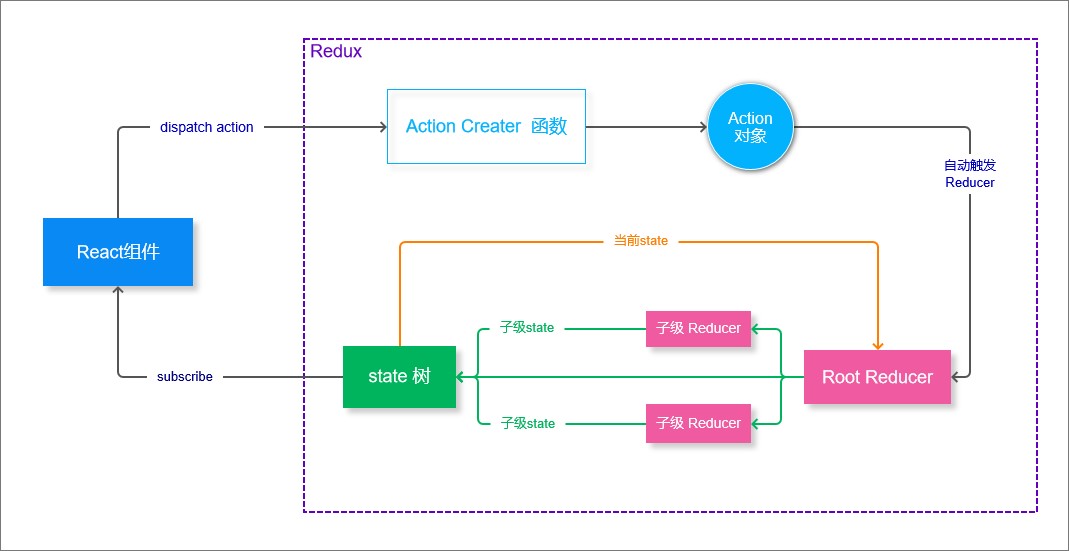 Redux
dispatch action
Action Creater 函数
Action
对象
自动触发
Reducer
React组件
当前state
子级state
子级 Reducer
subscribe
state 树
Root Reducer
子级state
子级 Reducer